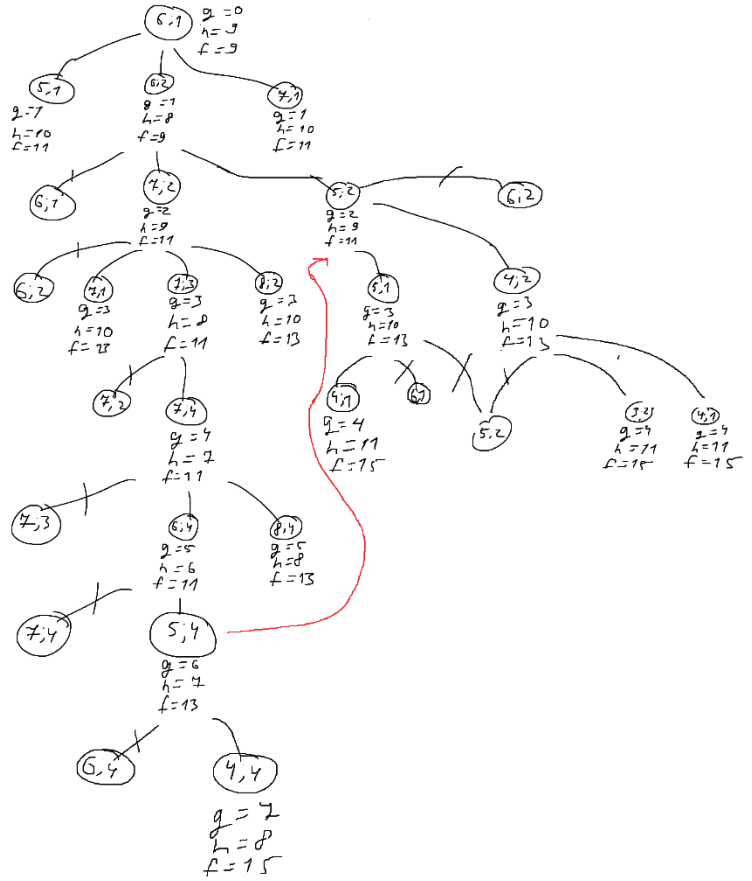 6;1
g=0
h=9
f=9
5;1
g=1
h=10
f=11
6;2
g=1
h=8
f=9
7;1
g=1
h=10
f=11
6;1
7;2
g=2
h=9
f=11
5;2
g=2
h=9
f=11
6;2
6;2
7;1
g=3
h=10
f=13
7;3
g=3
h=8
f=11
8;2
g=3
h=10
f=13
5;1
g=3
h=10
f=13
4;2
g=3
h=10
f=13
7;2
7;4
g=4
h=7
f=11
4;1
g=4
h=11
f=15
6;1
5;2
3;2
g=4
h=11
f=15
4;1
g=4
h=11
f=15
7;3
6;4
g=5
h=6
f=11
8;4
g=5
h=8
f=13
7;4
5;4
g=6
h=7
f=13
6;4
4;4
g=7
h=8
f=15